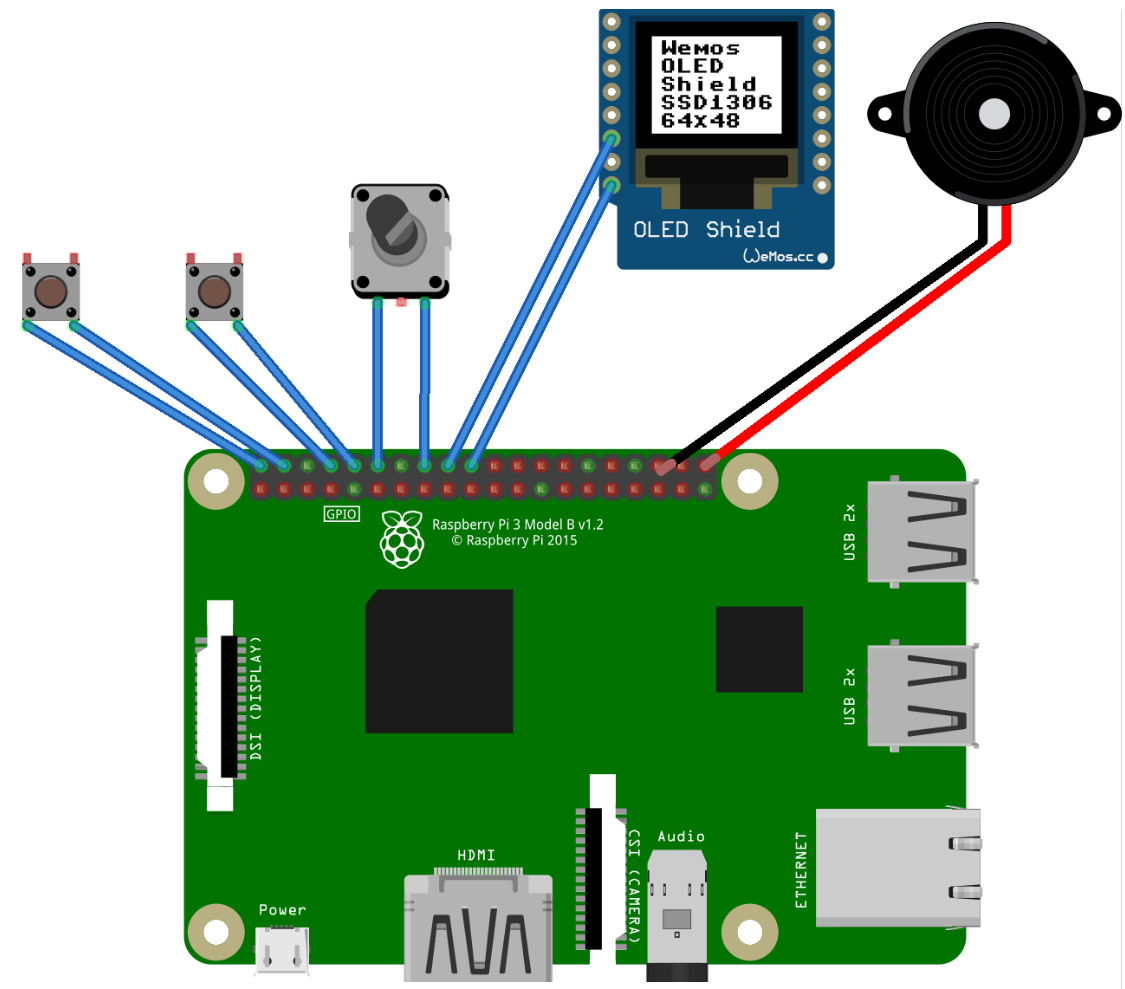 Wemos
OLED
Shield
SSD1306
64x48
OLED Shield
WeMos.cc
GPIO
Raspberry Pi 3 Model B v1.2
© Raspberry Pi 2015
USB 2x
DSI (DISPLAY)
USB 2x
HDMI
CSI (CAMERA)
Audio
ETHERNET
Power